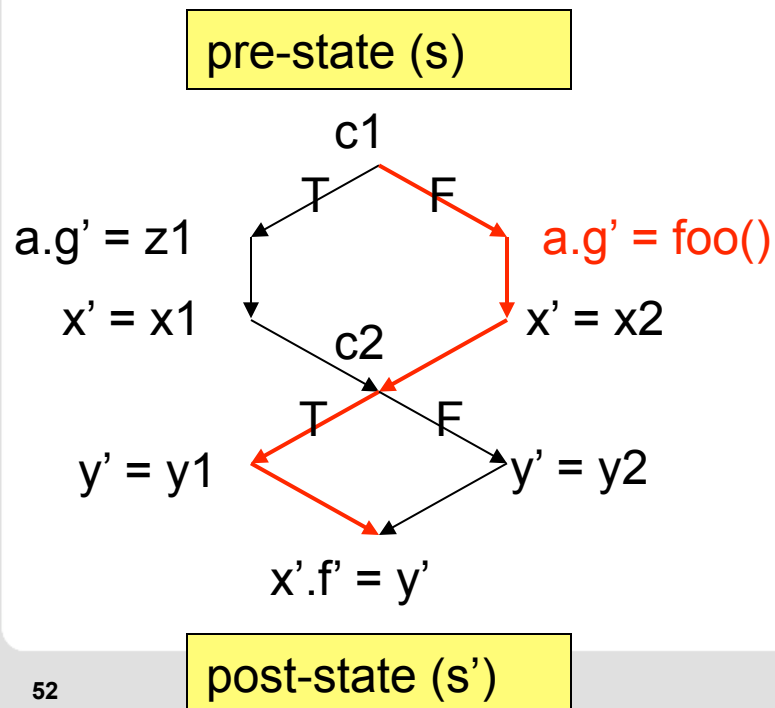 pre-state (s)
c1
T F
a.g’ = z1 a.g’ = foo()
x’ = x1 x’ = x2
c2
T F
y’ = y1 y’ = y2
x’.f’ = y’
post-state (s’)
52